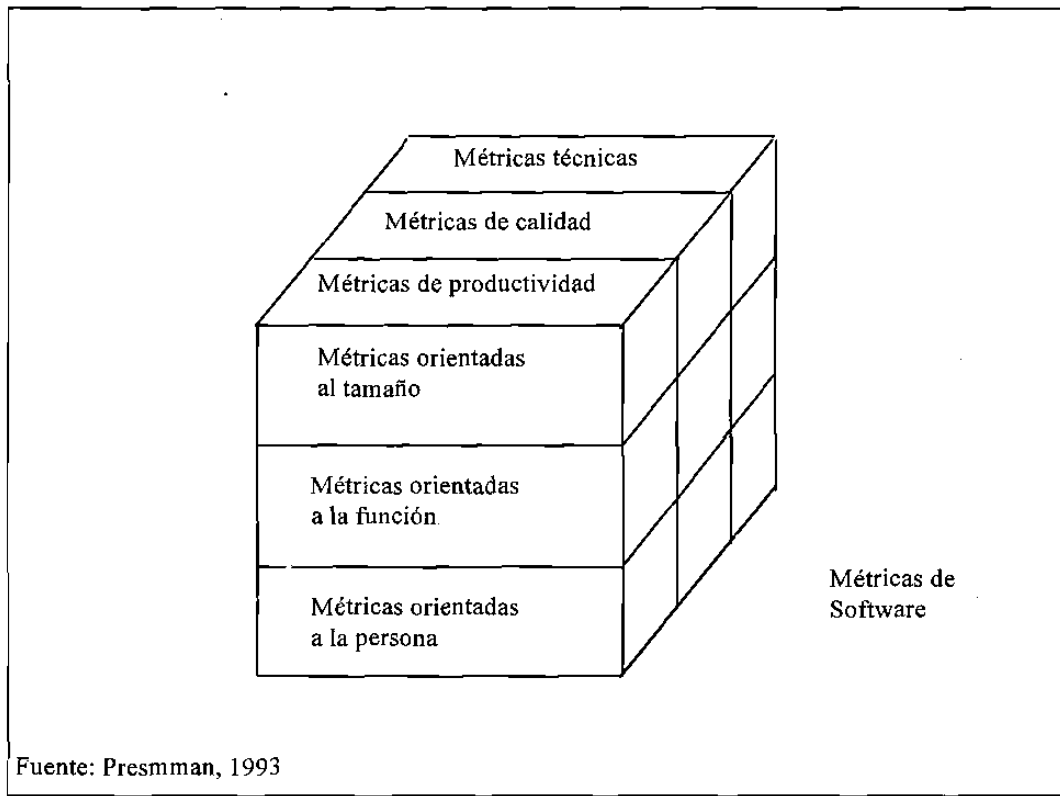 Métricas técnicas
Métricas de calidad
Métricas de productividad
Métricas orientadas
al tamaño
Métricas orientadas
a la función
Métricas orientadas
a la persona
Métricas de
Software
Fuente: Presmman, 1993